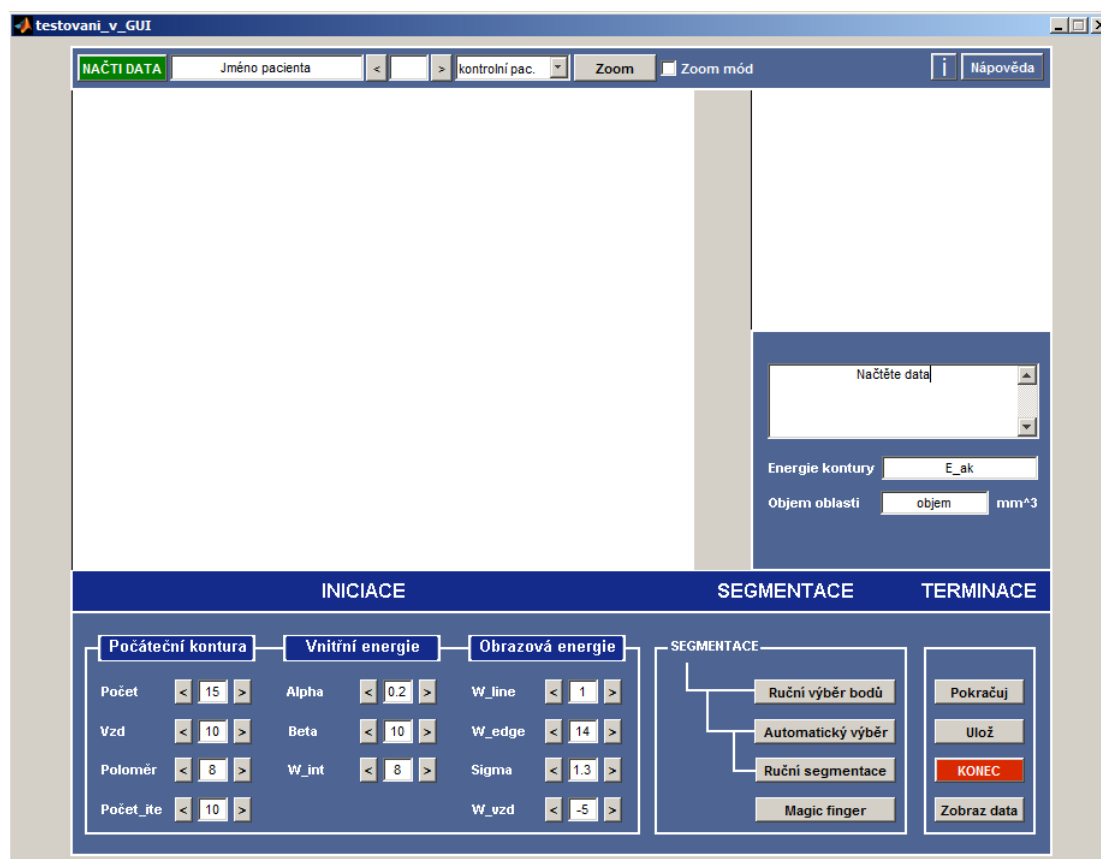 testovani_v_GUI
NAČTI DATA Jméno pacienta < > kontrolní pac. Zoom Zoom mód i Nápověda
Načtěte data
Energie kontury E_ak
Objem oblasti objem mm^3
INICIACE SEGMENTACE TERMINACE
Počáteční kontura Vnitřní energie Obrazová energie SEGMENTACE
Počet < 15 > Alpha < 0.2 > W_line < 1 > Ruční výběr bodů Pokračuj
Vzd < 10 > Beta < 10 > W_edge < 14 > Automatický výběr Ulož
Poloměr < 8 > W_int < 8 > Sigma < 1.3 > Ruční segmentace KONEC
Počet_ite < 10 > W_vzd < -5 > Magic finger Zobraz data